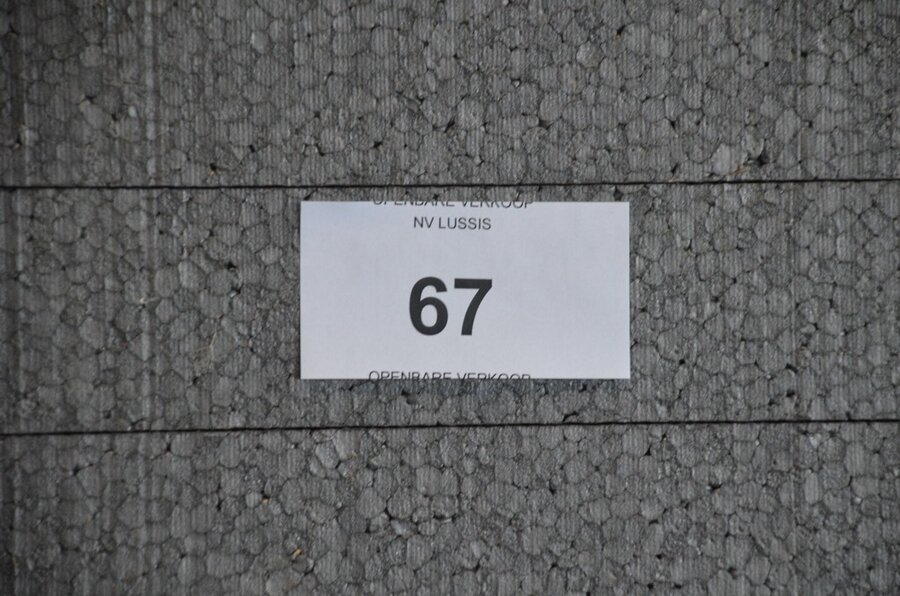 OPENBARE VERKOOP
NV LUSSIS
67
OPENBARE VERKOOP